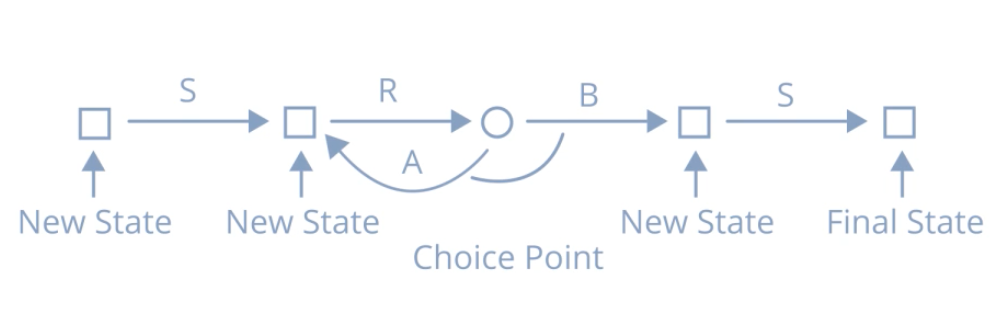 S R B S
A
New State New State New State Final State
Choice Point